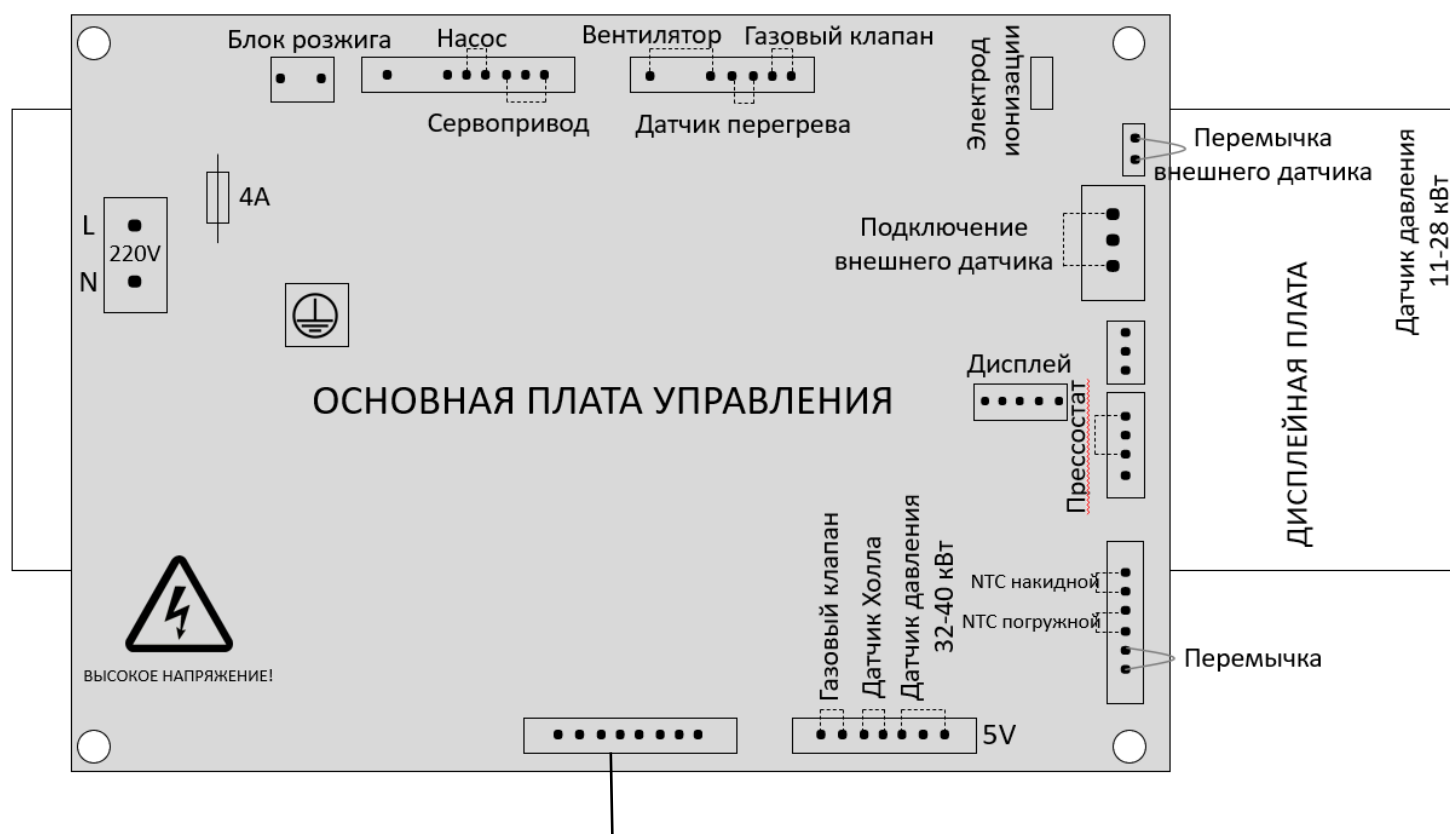 Блок розжига
Насос
Вентилятор
Газовый клапан
Электрод
ионизации
Сервопривод
Датчик перегрева
Перемычка
внешнего датчика
Датчик давления
11-28 кВт
4А
L
220V
N
Подключение
внешнего датчика
ДИСПЛЕЙНАЯ ПЛАТА
Дисплей
ОСНОВНАЯ ПЛАТА УПРАВЛЕНИЯ
Прессостат
Газовый клапан
Датчик Холла
Датчик давления
32-40 кВт
NTC накидной
NTC погружной
Перемычка
ВЫСОКОЕ НАПРЯЖЕНИЕ!
5V